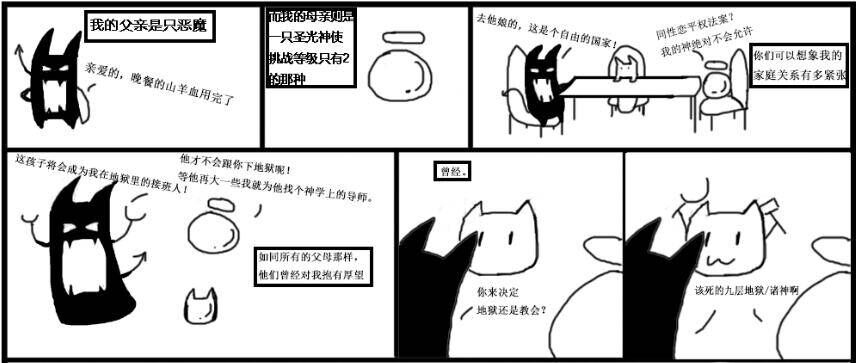 我的父亲是只恶魔
亲爱的，晚餐的山羊血用完了
而我的母亲则是
一只圣光神使
挑战等级只有2
的那种
去他娘的，这是个自由的国家！
同性恋平权法案？
我的神绝对不会允许
你们可以想象我的
家庭关系有多紧张
这孩子将会成为我在地狱里的接班人！
他才不会跟你下地狱呢！
等他再大一些我就为他找个神学上的导师。
如同所有的父母那样，
他们曾经对我抱有厚望
曾经。
你来决定
地狱还是教会？
该死的九层地狱/诸神啊